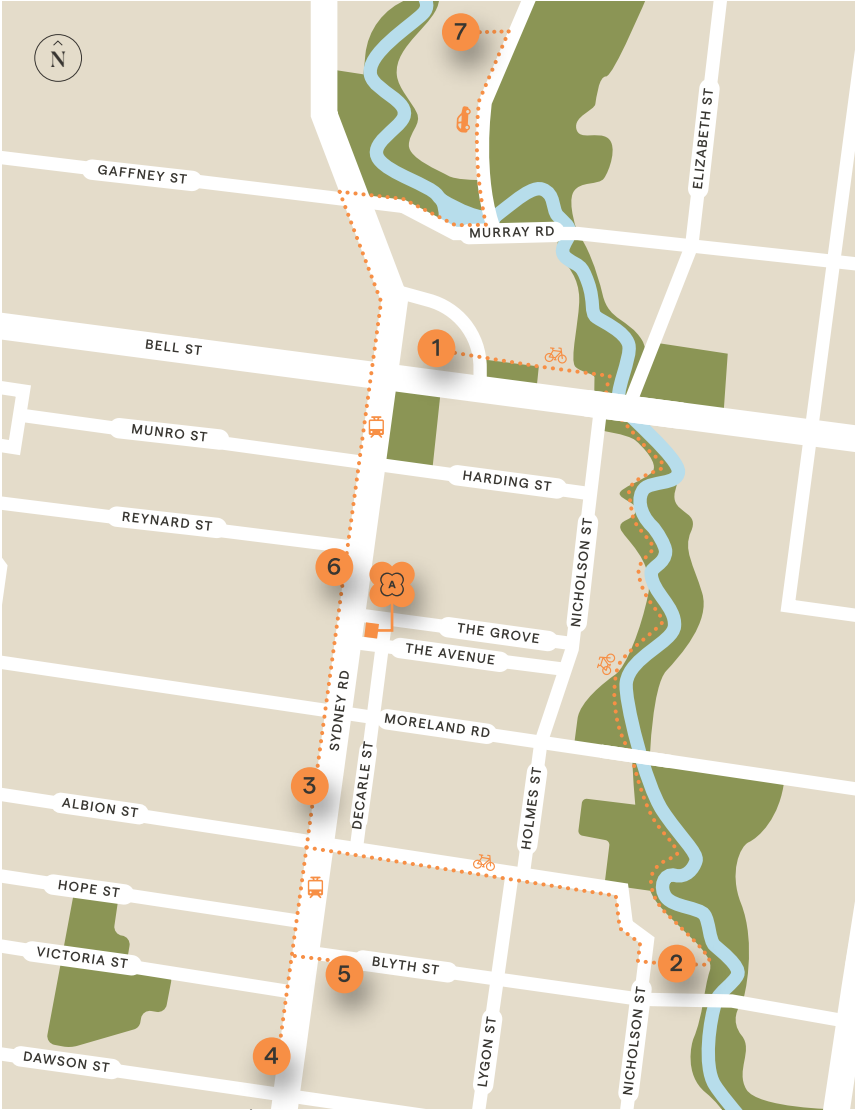 7
N
ELIZABETH ST
GAFFNEY ST
MURRAY RD
1
BELL ST
MUNRO ST
HARDING ST
REYNARD ST
NICHOLSON ST
6
A
THE GROVE
THE AVENUE
SYDNEY RD
MORELAND RD
DECARLE ST
3
HOLMES ST
ALBION ST
HOPE ST
VICTORIA ST
BLYTH ST
5
2
NICHOLSON ST
LYGON ST
4
DAWSON ST